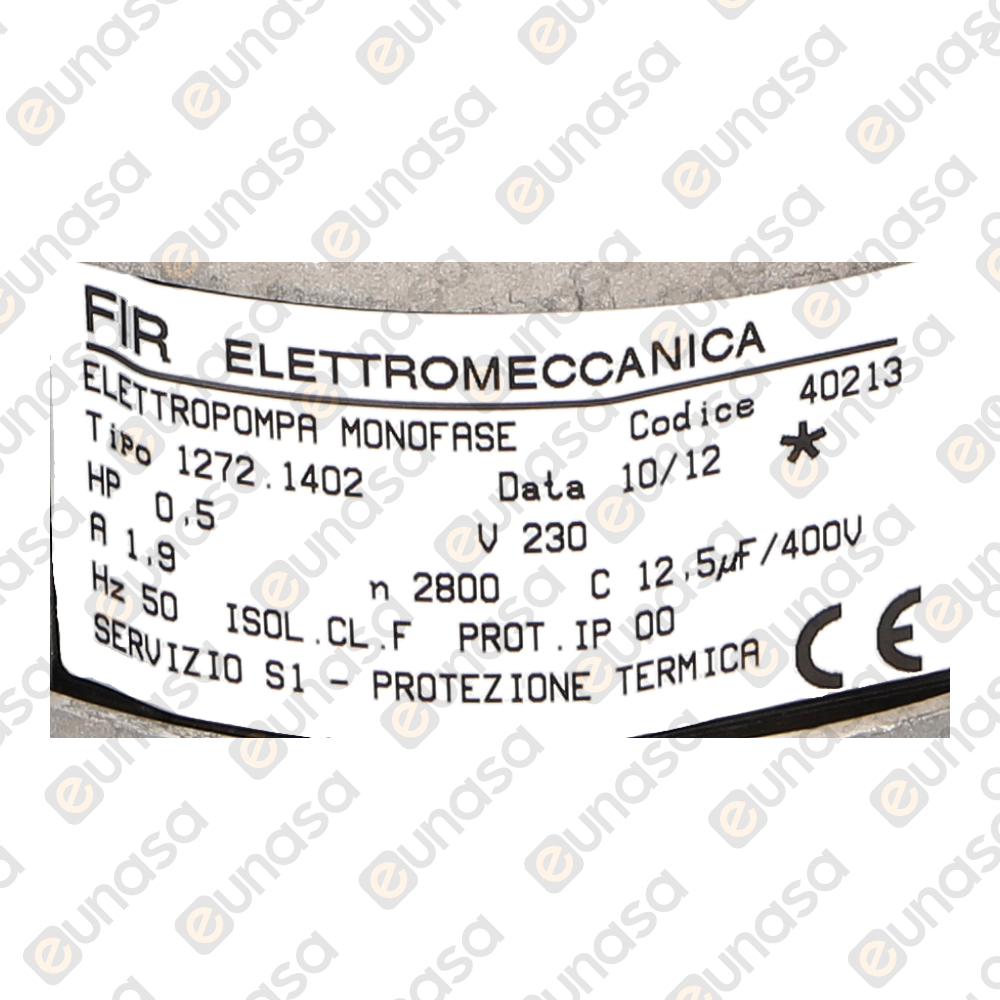 FIR ELETTROMECCANICA
ELETTROPOMPA MONOFASE Codice 40213
Tipo 1272.1402 Data 10/12 *
HP 0,5 V 230
A 1,9 n 2800 C 12,5µF/400V
Hz 50 ISOL.CL.F PROT.IP 00
SERVIZIO S1 - PROTEZIONE TERMICA CE
eunasa